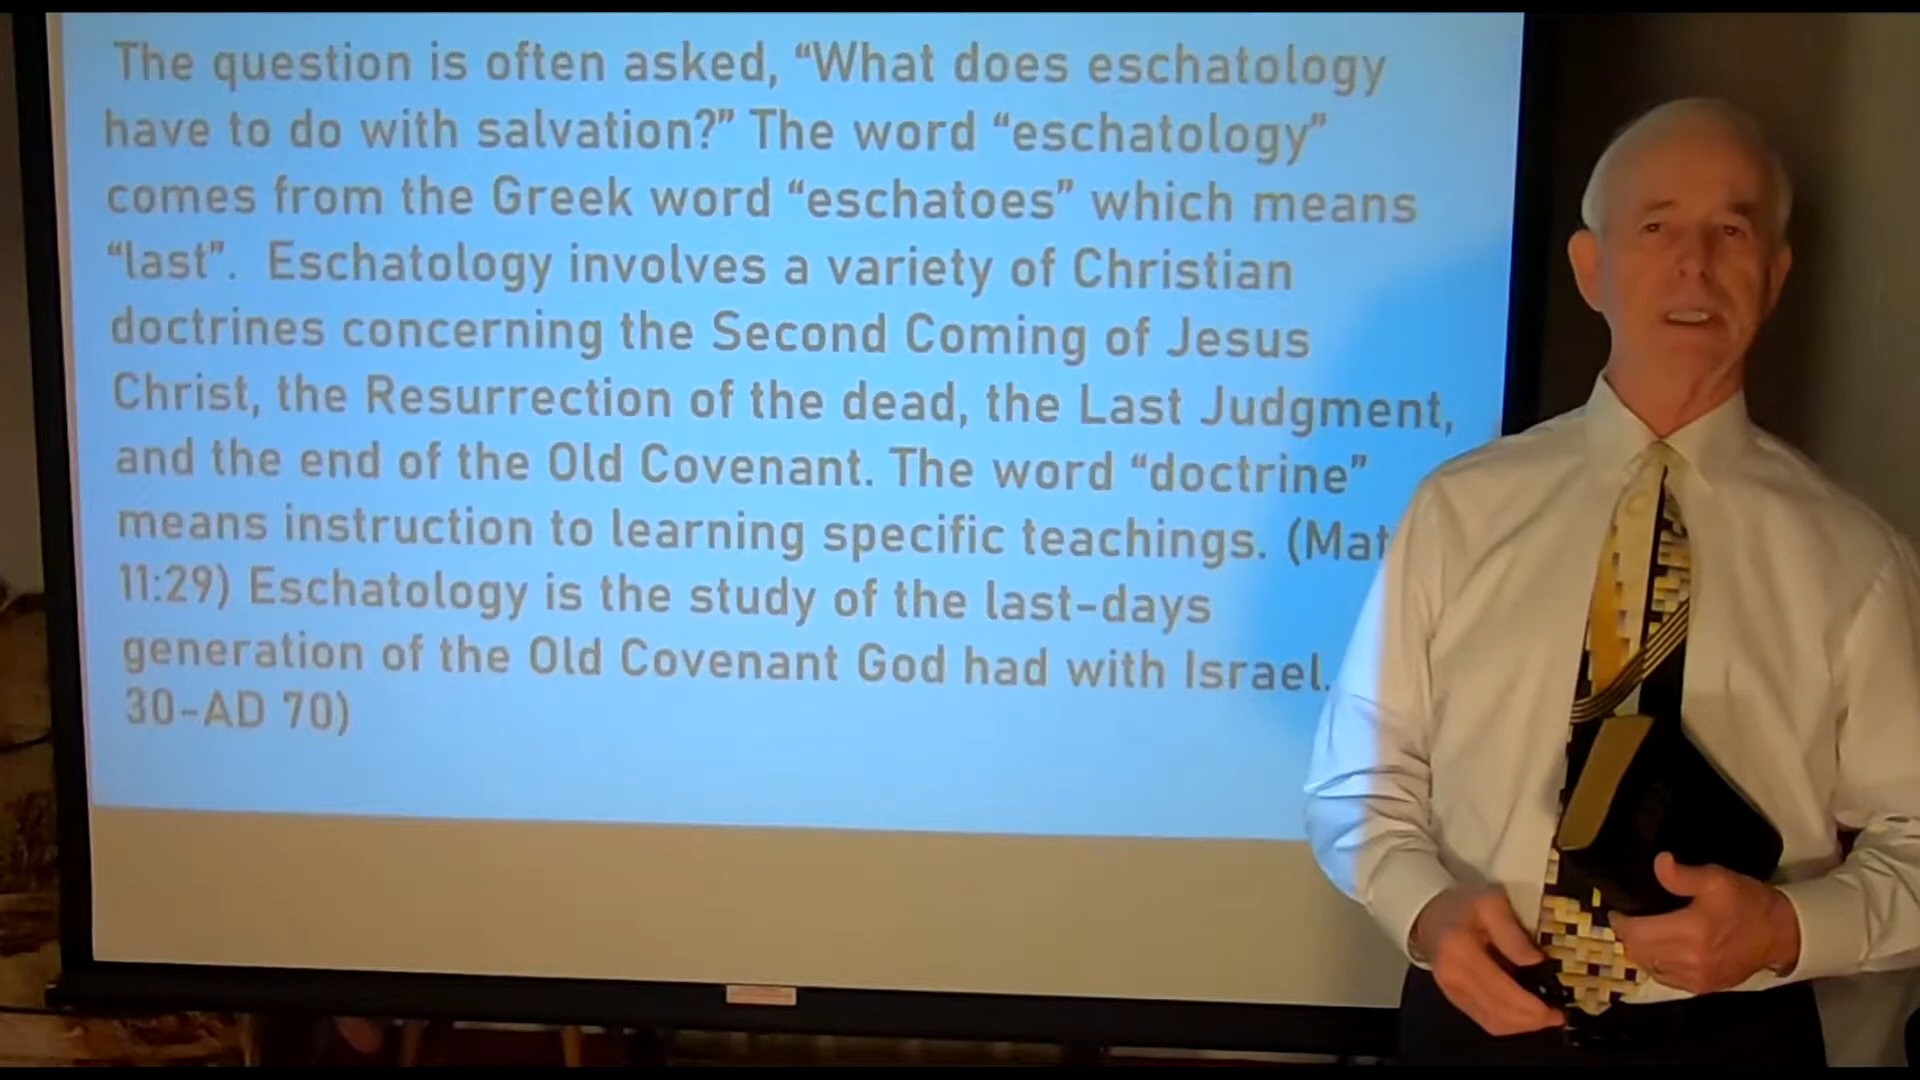 The question is often asked, “What does eschatology
have to do with salvation?” The word “eschatology”
comes from the Greek word “eschatoes” which means
“last”. Eschatology involves a variety of Christian
doctrines concerning the Second Coming of Jesus
Christ, the Resurrection of the dead, the Last Judgment,
and the end of the Old Covenant. The word “doctrine”
means instruction to learning specific teachings. (Mat
11:29) Eschatology is the study of the last-days
generation of the Old Covenant God had with Israel.
30-AD 70)